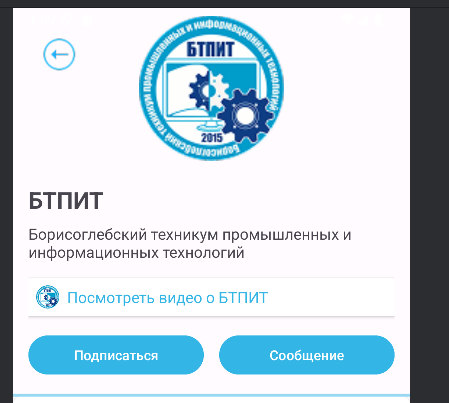 Борисоглебский техникум промышленных и информационных технологий
БТПИТ
2015
БТПИТ
Борисоглебский техникум промышленных и
информационных технологий
Посмотреть видео о БТПИТ
Подписаться
Сообщение